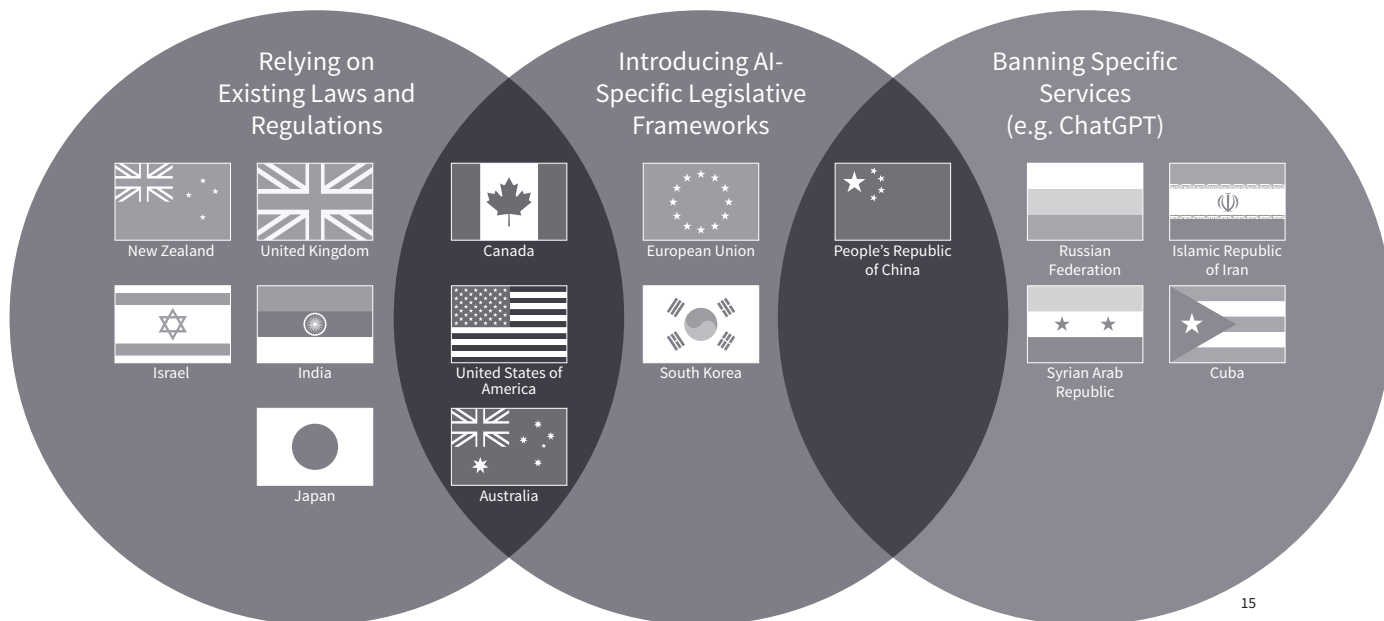 Relying on
Existing Laws and
Regulations
Introducing AI-
Specific Legislative
Frameworks
Banning Specific
Services
(e.g. ChatGPT)
New Zealand
United Kingdom
Canada
European Union
People’s Republic
of China
Russian
Federation
Islamic Republic
of Iran
Israel
India
United States of
America
South Korea
Syrian Arab
Republic
Cuba
Japan
Australia
15